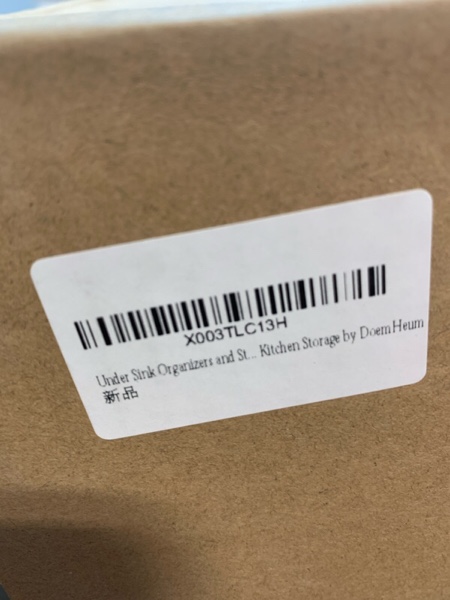 X003TLC13H
Under Sink Organizers and St... Kitchen Storage by DoemHeum
新品